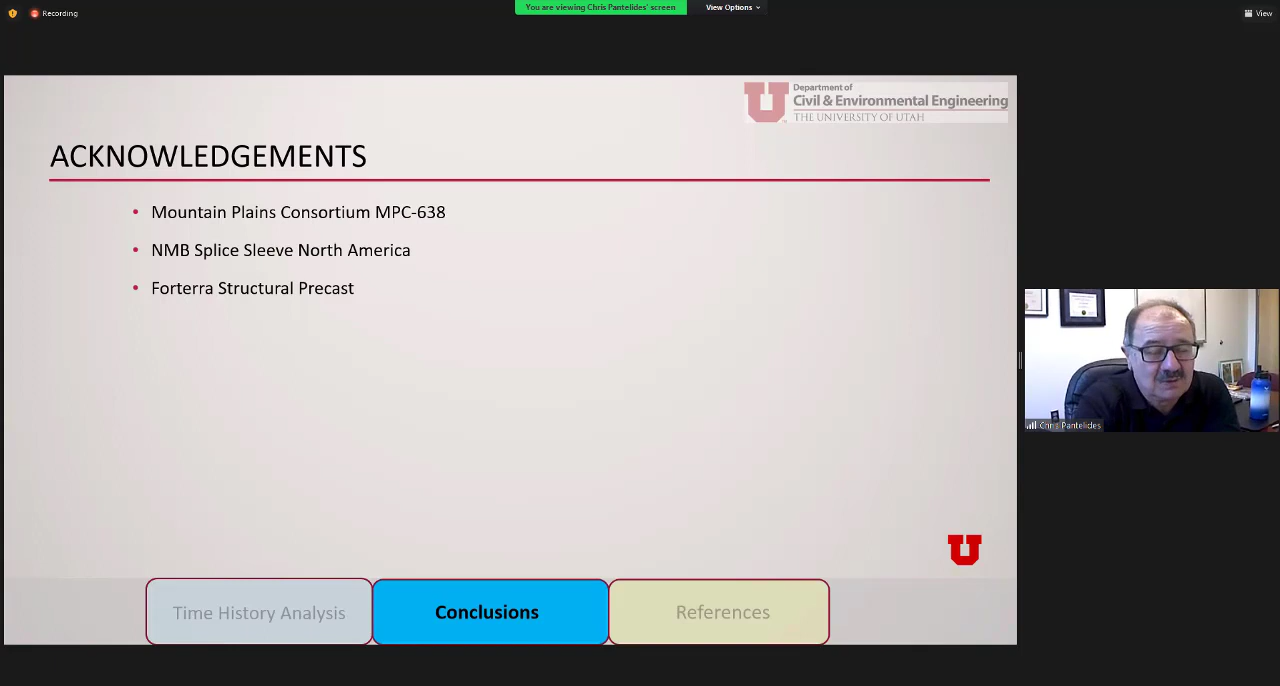 Recording
You are viewing Chris Pantelides' screen
View Options
View
Department of
Civil & Environmental Engineering
THE UNIVERSITY OF UTAH
ACKNOWLEDGEMENTS
• Mountain Plains Consortium MPC-638
• NMB Splice Sleeve North America
• Forterra Structural Precast
Chris Pantelides
Time History Analysis
Conclusions
References